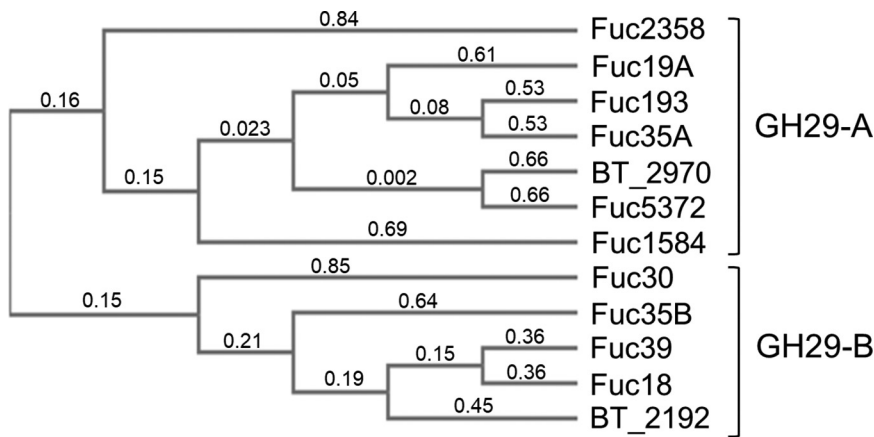 0.84
Fuc2358
0.61
Fuc19A
0.16
0.05
0.53
Fuc193
0.08
0.023
0.53
Fuc35A
GH29-A
0.66
BT_2970
0.15
0.002
0.66
Fuc5372
0.69
Fuc1584
0.85
Fuc30
0.15
0.64
Fuc35B
0.21
0.36
Fuc39
GH29-B
0.15
0.36
Fuc18
0.19
0.45
BT_2192